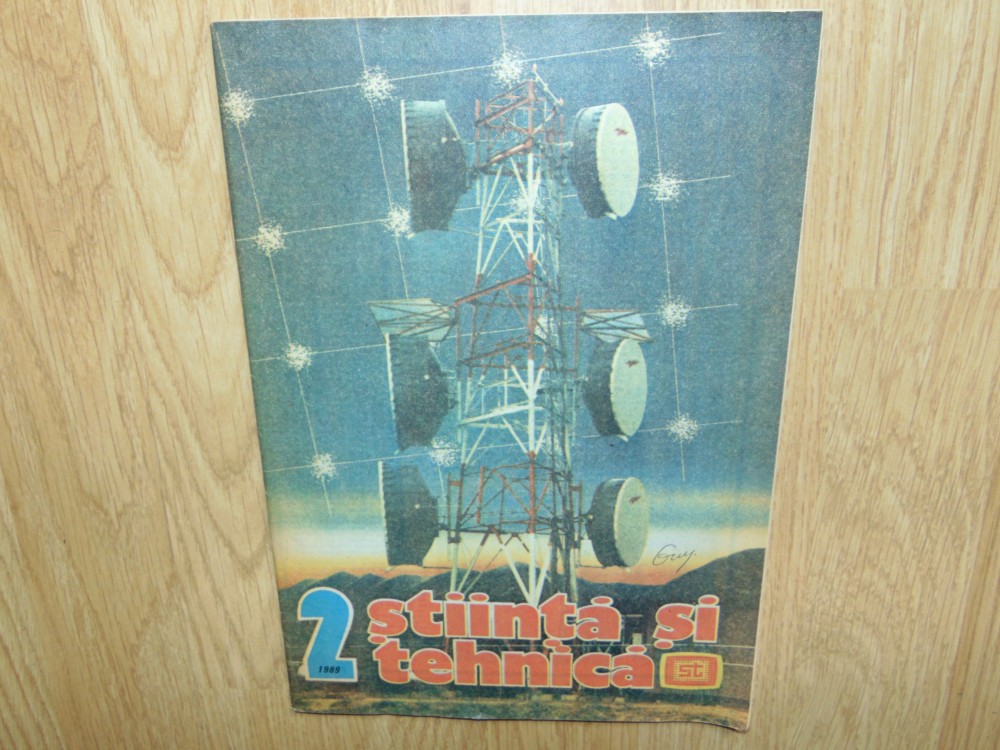 2
1989
știință și
tehnică
st
Guy.